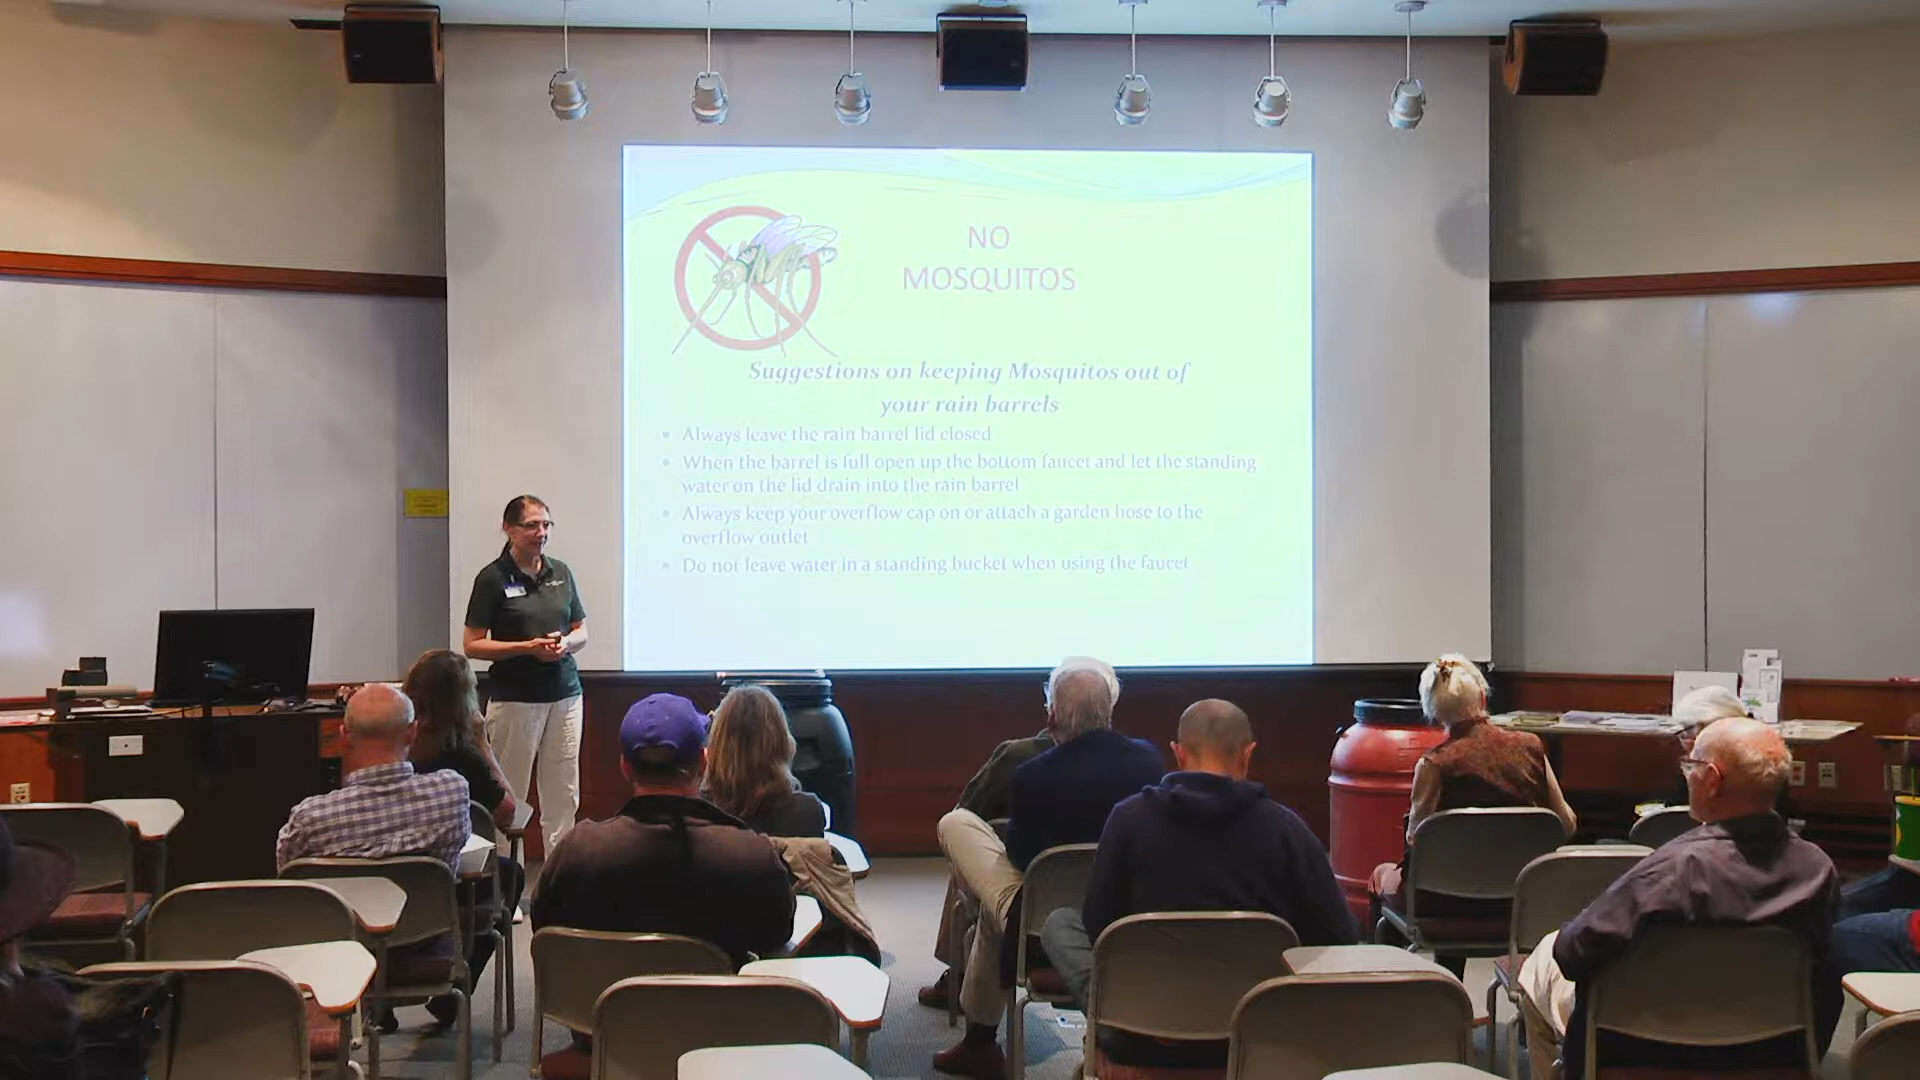 NO
MOSQUITOS
Suggestions on keeping Mosquitos out of
your rain barrels
• Always leave the rain barrel lid closed
• When the barrel is full open up the bottom faucet and let the standing
water on the lid drain into the rain barrel
• Always keep your overflow cap on or attach a garden hose to the
overflow outlet
• Do not leave water in a standing bucket when using the faucet